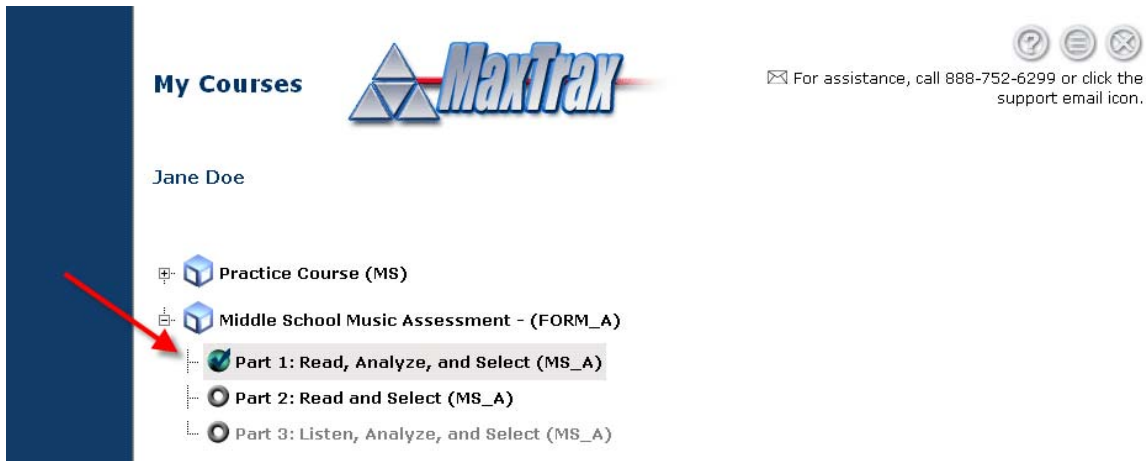 My Courses
MaxTrax
For assistance, call 888-752-6299 or click the
support email icon.
Jane Doe
Practice Course (MS)
Middle School Music Assessment - (FORM_A)
Part 1: Read, Analyze, and Select (MS_A)
Part 2: Read and Select (MS_A)
Part 3: Listen, Analyze, and Select (MS_A)